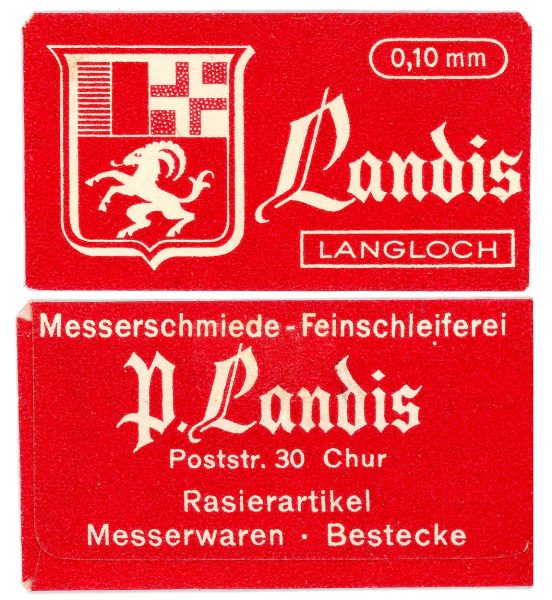 0,10 mm
Landis
LANGLOCH
Messerschmiede-Feinschleiferei
P. Landis
Poststr. 30 Chur
Rasierartikel
Messerwaren · Bestecke